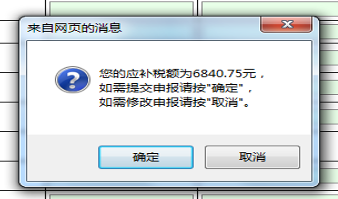 来自网页的消息
您的应补税额为6840.75元，
如需提交申报请按"确定"，
如需修改申报请按"取消"。
确定
取消